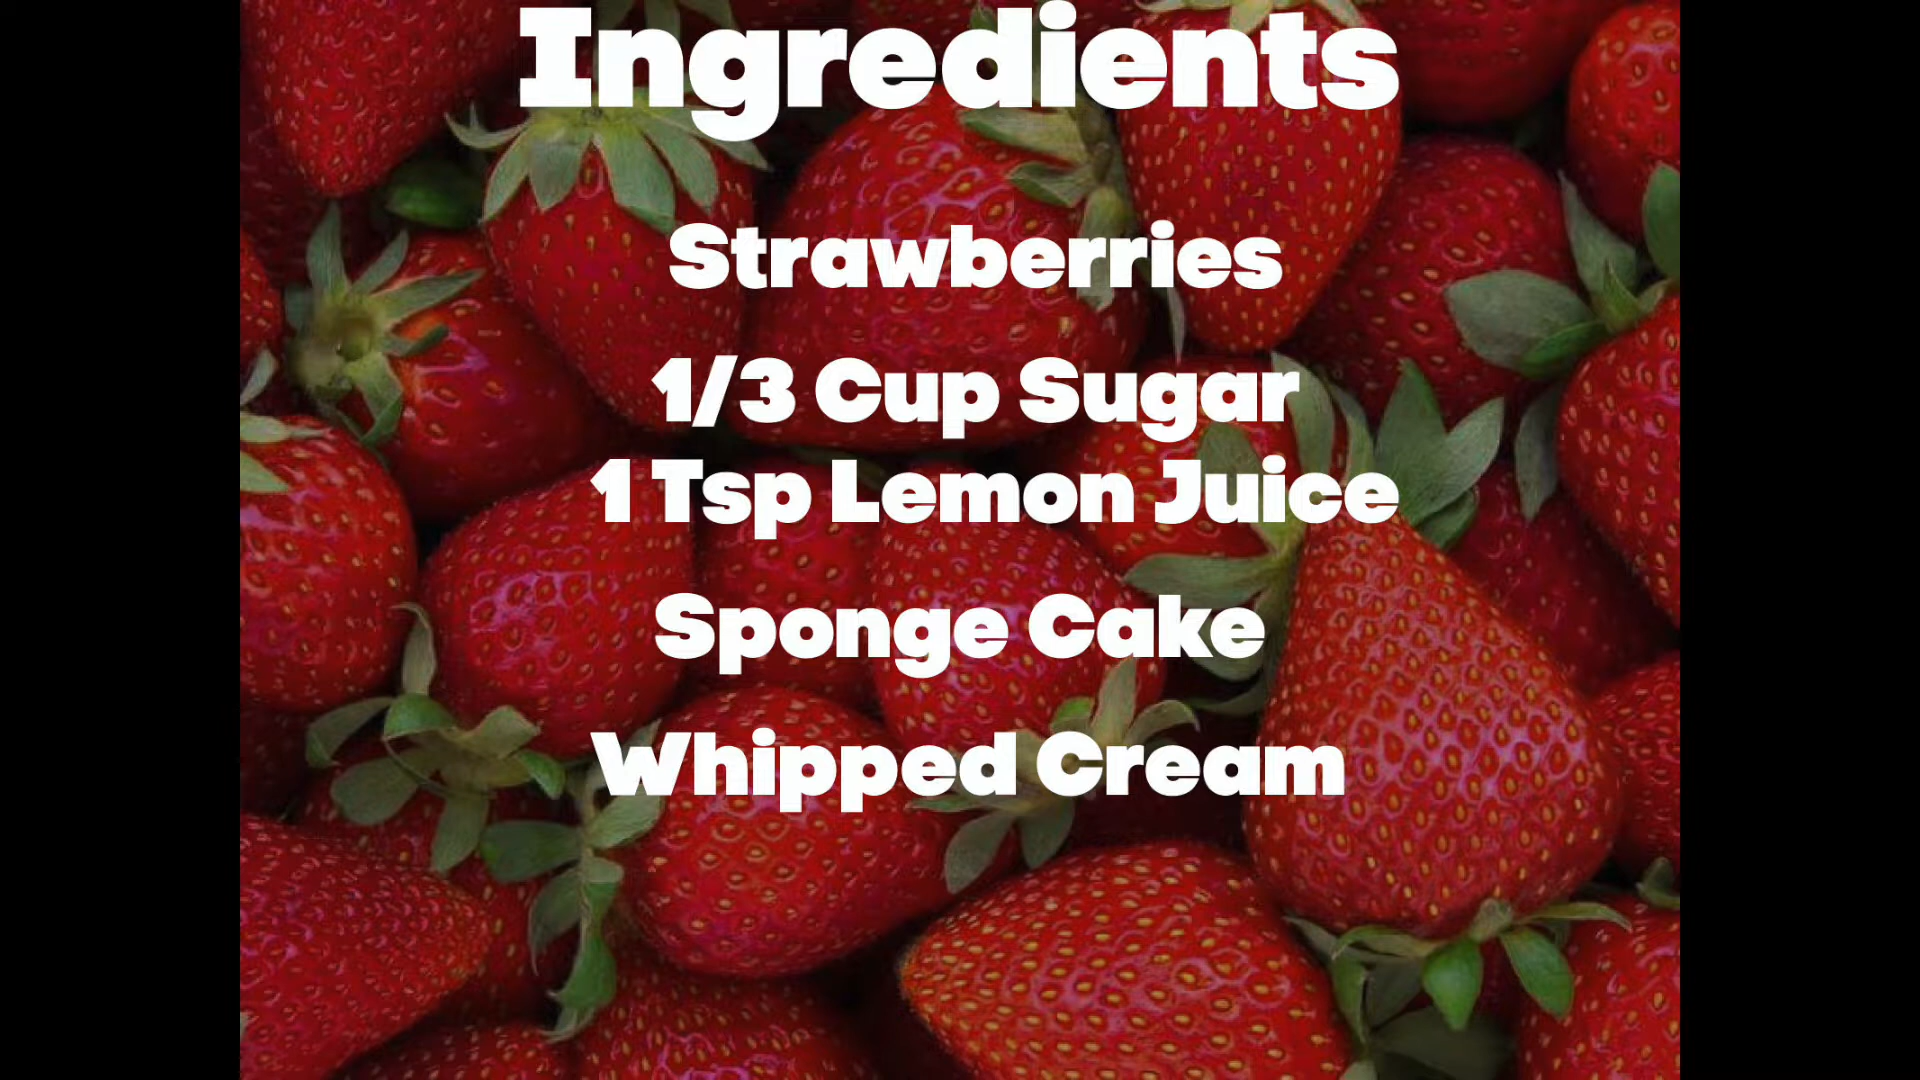 Ingredients
Strawberries
1/3 Cup Sugar
1 Tsp Lemon Juice
Sponge Cake
Whipped Cream